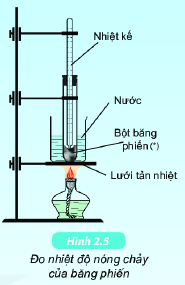 Nhiệt kế
Nước
Bột băng
phiến (*)
Lưới tản nhiệt
Hình 2.5
Đo nhiệt độ nóng chảy
của băng phiến